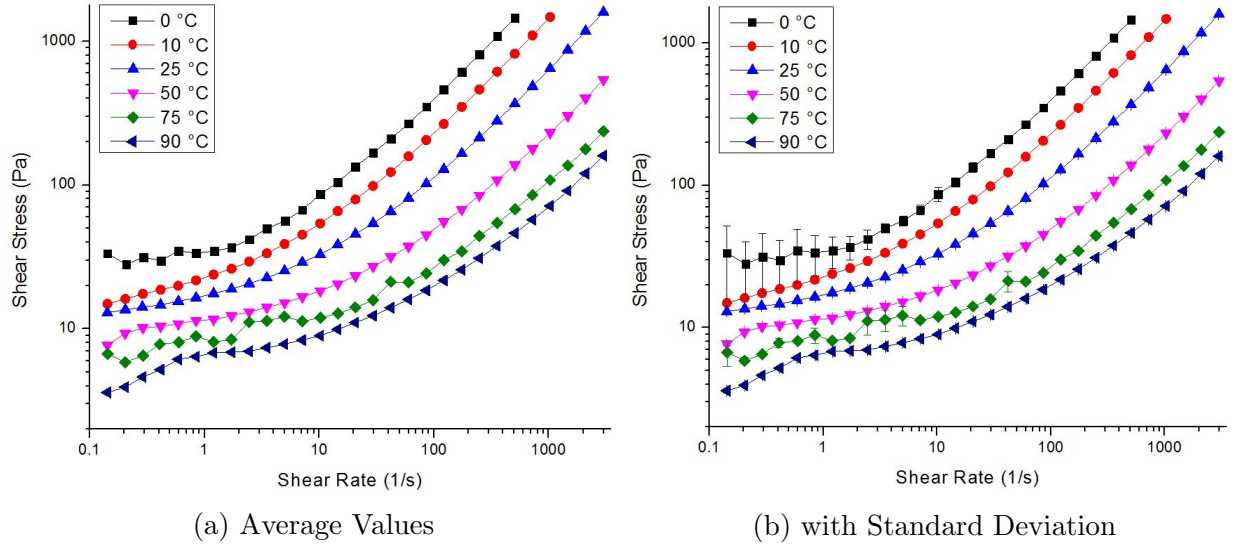 0 °C
10 °C
25 °C
50 °C
75 °C
90 °C
1000
100
10
Shear Stress (Pa)
0.1
1
10
100
1000
Shear Rate (1/s)
(a) Average Values
0 °C
10 °C
25 °C
50 °C
75 °C
90 °C
1000
100
10
Shear Stress (Pa)
0.1
1
10
100
1000
Shear Rate (1/s)
(b) with Standard Deviation